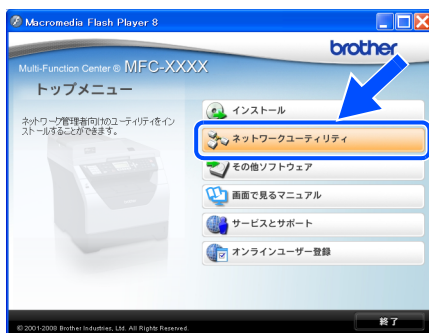 Macromedia Flash Player 8
brother
Multi-Function Center ® MFC-XXXX
トップメニュー
ネットワーク管理者向けのユーティリティをイン
ストールすることができます。
インストール
ネットワークユーティリティ
その他ソフトウェア
画面で見るマニュアル
サービスとサポート
オンラインユーザー登録
© 2001-2008 Brother Industries, Ltd. All Rights Reserved.
終了